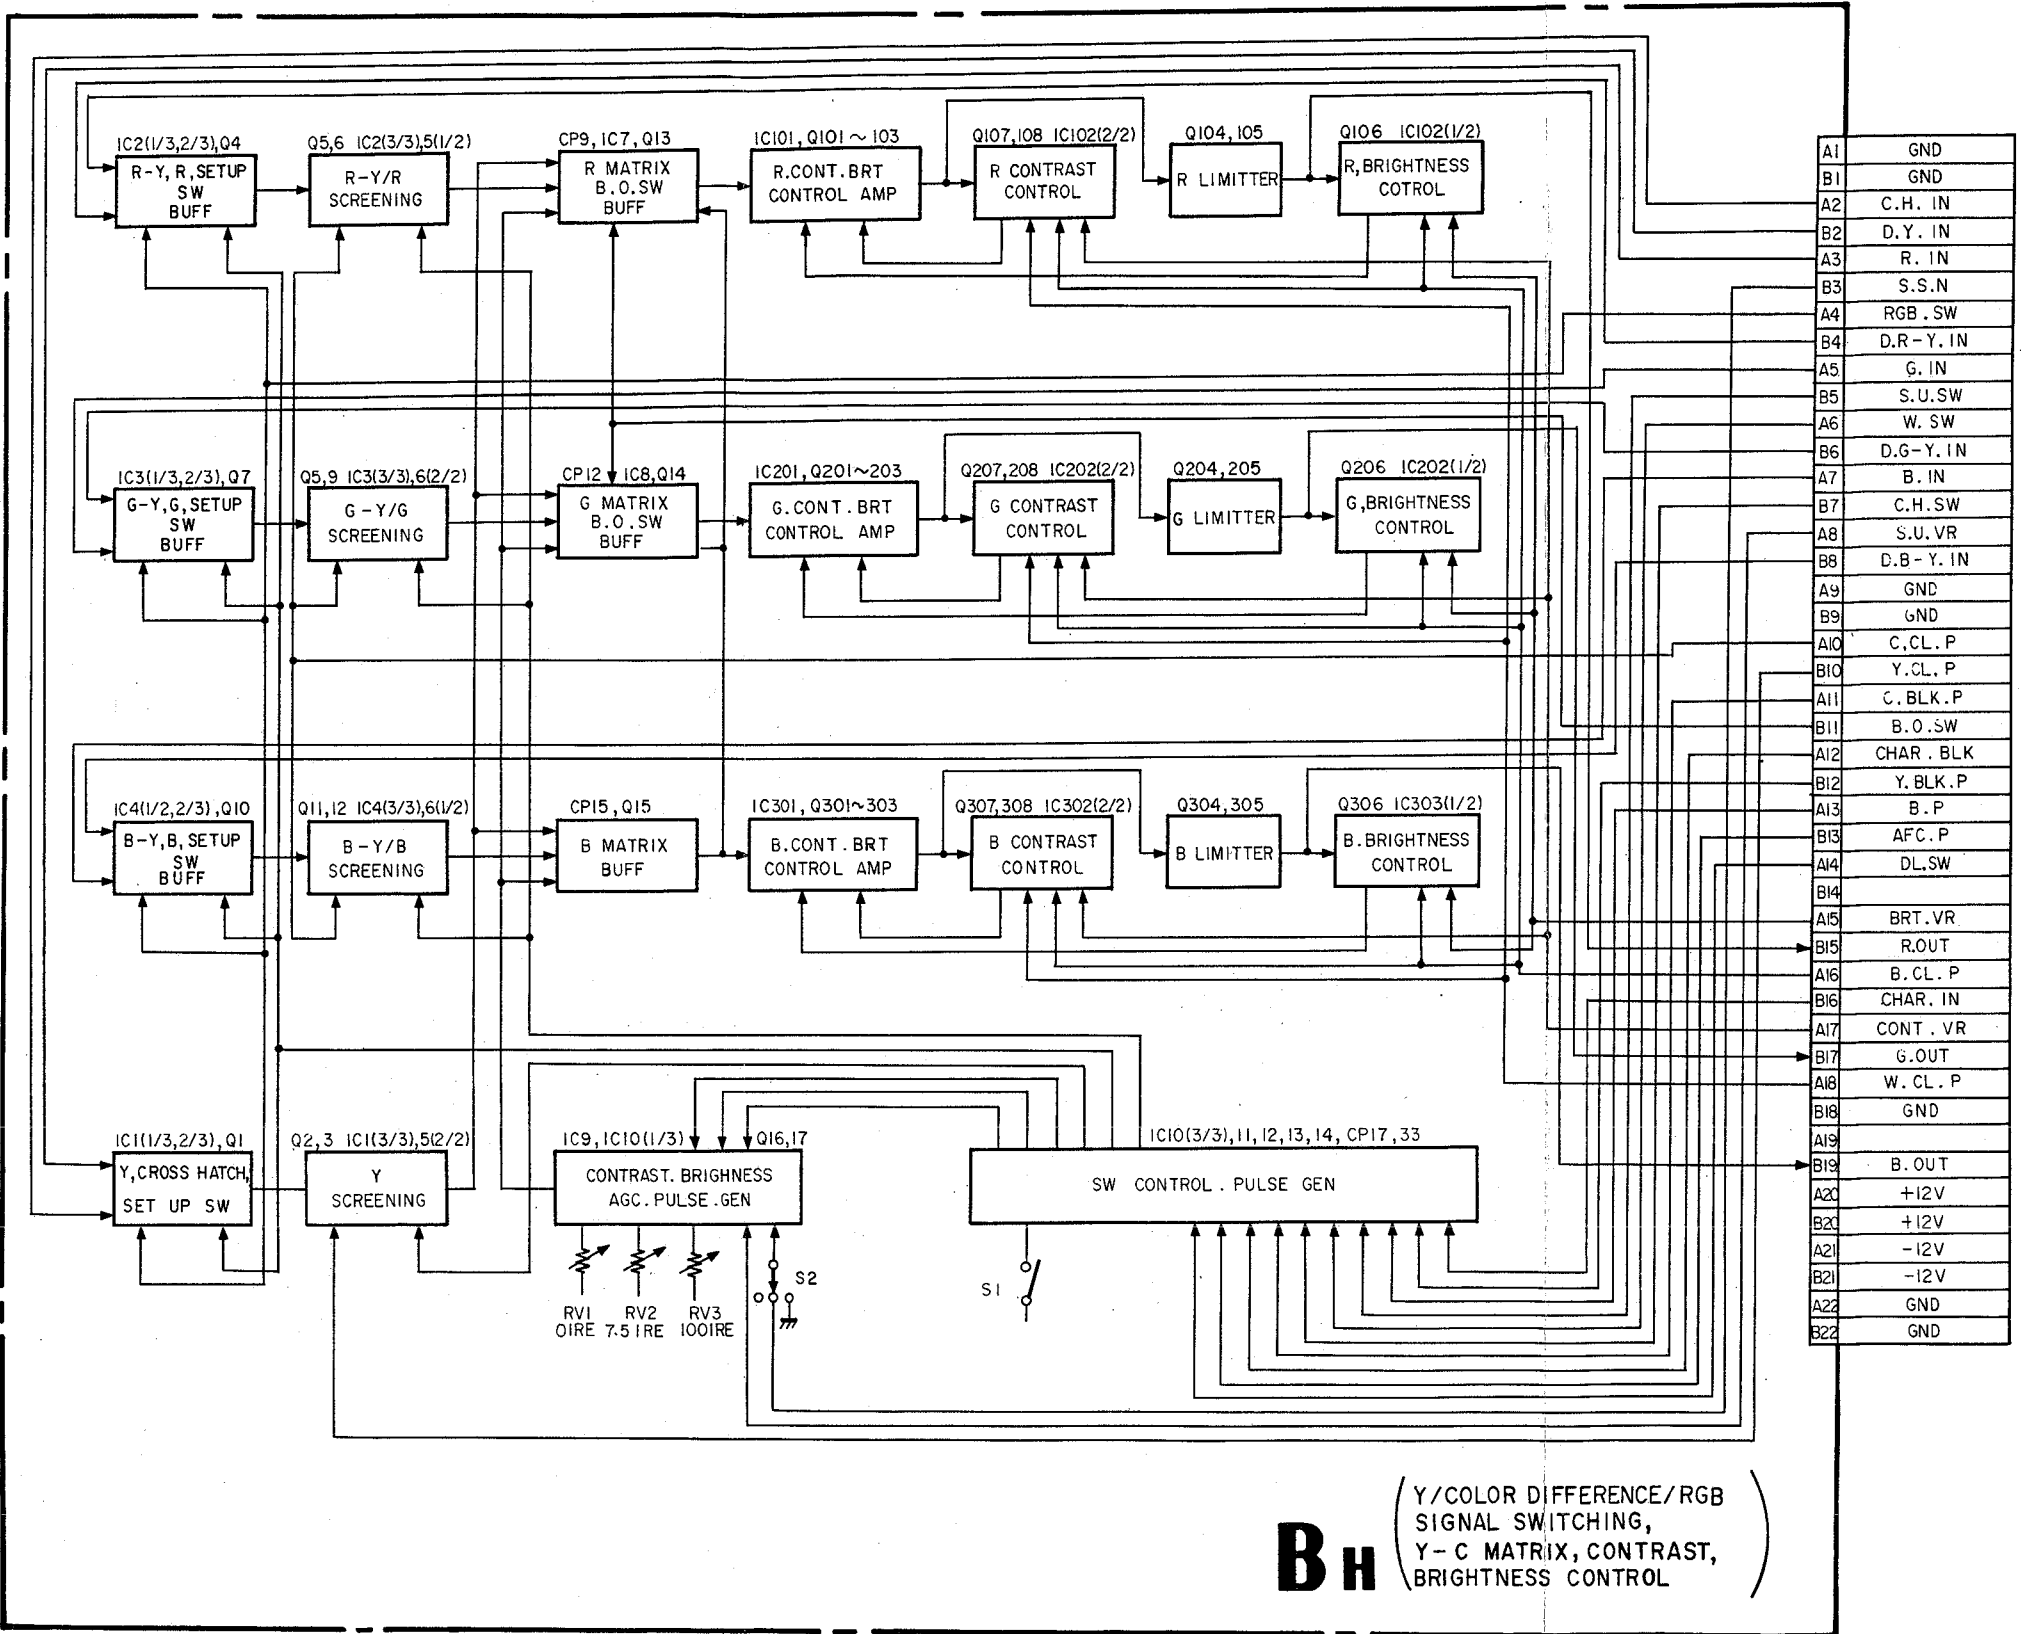 IC2(1/3,2/3),Q4
R-Y, R, SETUP
SW
BUFF
Q5,6 IC2(3/3),5(1/2)
R-Y/R
SCREENING
CP9, IC7, Q13
R MATRIX
B.O.SW
BUFF
IC101, Q101~103
R.CONT.BRT
CONTROL AMP
Q107,108 IC102(2/2)
R CONTRAST
CONTROL
Q104,105
R LIMITTER
Q106 IC102(1/2)
R,BRIGHTNESS
COTROL
IC3(1/3,2/3), Q7
G-Y,G,SETUP
SW
BUFF
Q5,9 IC3(3/3),6(2/2)
G-Y/G
SCREENING
CP12 IC8,Q14
G MATRIX
B.O.SW
BUFF
IC201, Q201~203
G.CONT.BRT
CONTROL AMP
Q207,208 IC202(2/2)
G CONTRAST
CONTROL
Q204,205
G LIMITTER
Q206 IC202(1/2)
G,BRIGHTNESS
CONTROL
IC4(1/2,2/3),Q10
B-Y,B,SETUP
SW
BUFF
Q11,12 IC4(3/3),6(1/2)
B-Y/B
SCREENING
CP15,Q15
B MATRIX
BUFF
IC301, Q301~303
B.CONT.BRT
CONTROL AMP
Q307,308 IC302(2/2)
B CONTRAST
CONTROL
Q304,305
B LIMITTER
Q306 IC303(1/2)
B.BRIGHTNESS
CONTROL
IC1(1/3,2/3),Q1
Y,CROSS HATCH,
SET UP SW
Q2,3 IC1(3/3),5(2/2)
Y
SCREENING
IC9, IC10(1/3) Q16,17
CONTRAST. BRIGHNESS
AGC. PULSE.GEN
RV1
0IRE
RV2
7.5IRE
RV3
100IRE
S2
IC10(3/3),11,12,13,14, CP17,33
SW CONTROL. PULSE GEN
S1
A1 GND
B1 GND
A2 C.H. IN
B2 D.Y. IN
A3 R. IN
B3 S.S.N
A4 RGB.SW
B4 D.R-Y.IN
A5 G. IN
B5 S.U.SW
A6 W. SW
B6 D.G-Y.IN
A7 B. IN
B7 C.H.SW
A8 S.U.VR
B8 D.B-Y.IN
A9 GND
B9 GND
A10 C,CL.P
B10 Y.CL.P
A11 C.BLK.P
B11 B.O.SW
A12 CHAR.BLK
B12 Y.BLK.P
A13 B.P
B13 AFC.P
A14 DL.SW
B14
A15 BRT.VR
B15 R.OUT
A16 B.CL.P
B16 CHAR. IN
A17 CONT.VR
B17 G.OUT
A18 W.CL.P
B18 GND
A19
B19 B.OUT
A20 +12V
B20 +12V
A21 -12V
B21 -12V
A22 GND
B22 GND
BH
Y/COLOR DIFFERENCE/RGB
SIGNAL SWITCHING,
Y-C MATRIX, CONTRAST,
BRIGHTNESS CONTROL